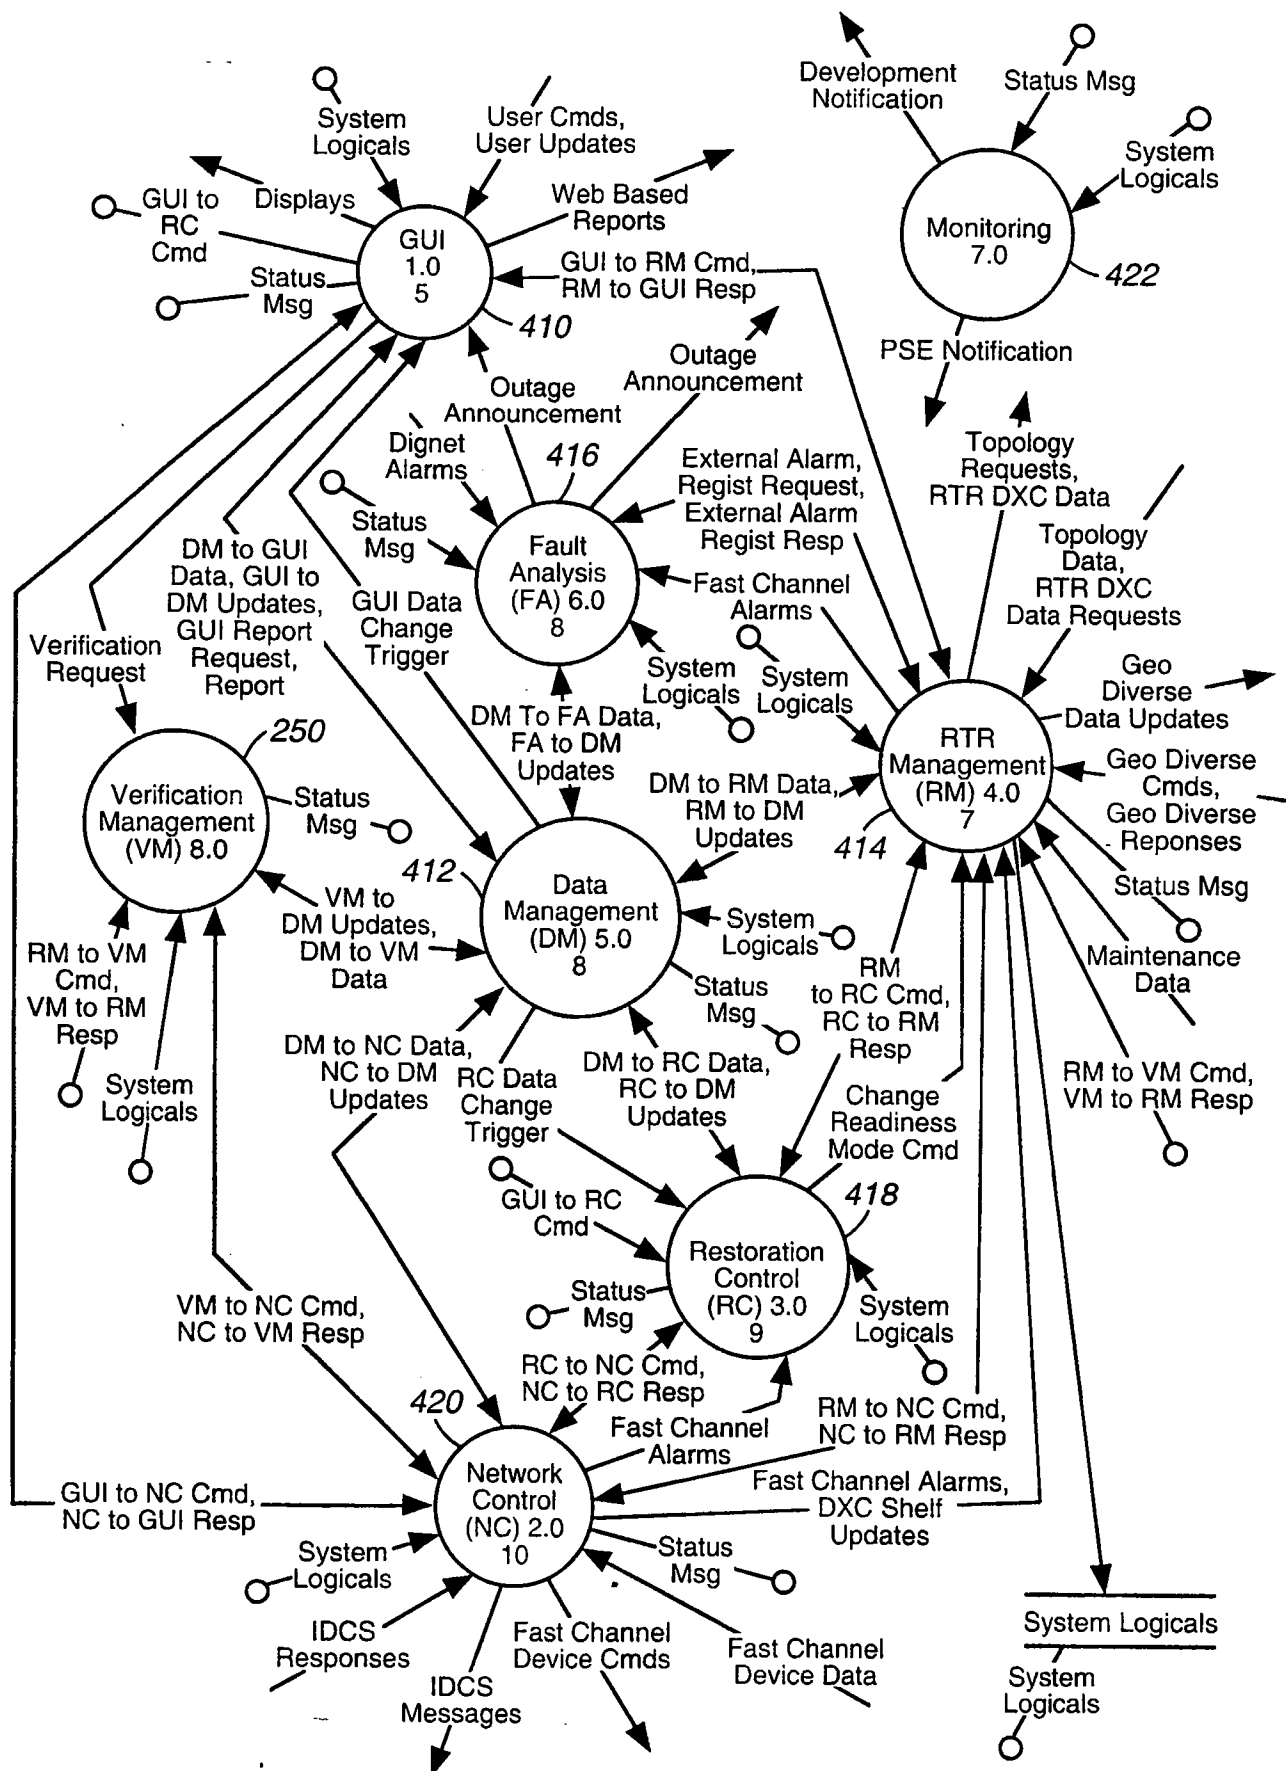 Development
Notification
Status Msg
System
Logicals
Monitoring
7.0
422
PSE Notification
System
Logicals
User Cmds,
User Updates
Displays
Web Based
Reports
GUI to
RC
Cmd
Status
Msg
GUI
1.0
5
410
GUI to RM Cmd,
RM to GUI Resp
Outage
Announcement
Outage
Announcement
Dignet
Alarms
416
Status
Msg
External Alarm,
Regist Request,
External Alarm
Regist Resp
Topology
Requests,
RTR DXC Data
Topology
Data,
RTR DXC
Data Requests
Fault
Analysis
(FA) 6.0
8
Fast Channel
Alarms
DM to GUI
Data, GUI to
DM Updates,
GUI Report
Request,
Report
GUI Data
Change
Trigger
Verification
Request
System
Logicals
System
Logicals
Geo
Diverse
Data Updates
DM To FA Data,
FA to DM
Updates
RTR
Management
(RM) 4.0
7
414
Geo Diverse
Cmds,
Geo Diverse
Reponses
250
Verification
Management
(VM) 8.0
Status
Msg
DM to RM Data,
RM to DM
Updates
412
Data
Management
(DM) 5.0
8
Status Msg
VM to
DM Updates,
DM to VM
Data
System
Logicals
Maintenance
Data
RM to VM
Cmd,
VM to RM
Resp
Status
Msg
RM
to RC Cmd,
RC to RM
Resp
System
Logicals
DM to NC Data,
NC to DM
Updates
RC Data
Change
Trigger
DM to RC Data,
RC to DM
Updates
Change
Readiness
Mode Cmd
RM to VM Cmd,
VM to RM Resp
GUI to RC
Cmd
418
Restoration
Control
(RC) 3.0
9
Status
Msg
System
Logicals
VM to NC Cmd,
NC to VM Resp
RC to NC Cmd,
NC to RC Resp
420
Fast Channel
Alarms
RM to NC Cmd,
NC to RM Resp
GUI to NC Cmd,
NC to GUI Resp
Network
Control
(NC) 2.0
10
Fast Channel Alarms,
DXC Shelf
Updates
System
Logicals
Status
Msg
IDCS
Responses
IDCS
Messages
Fast Channel
Device Cmds
Fast Channel
Device Data
System Logicals
System
Logicals